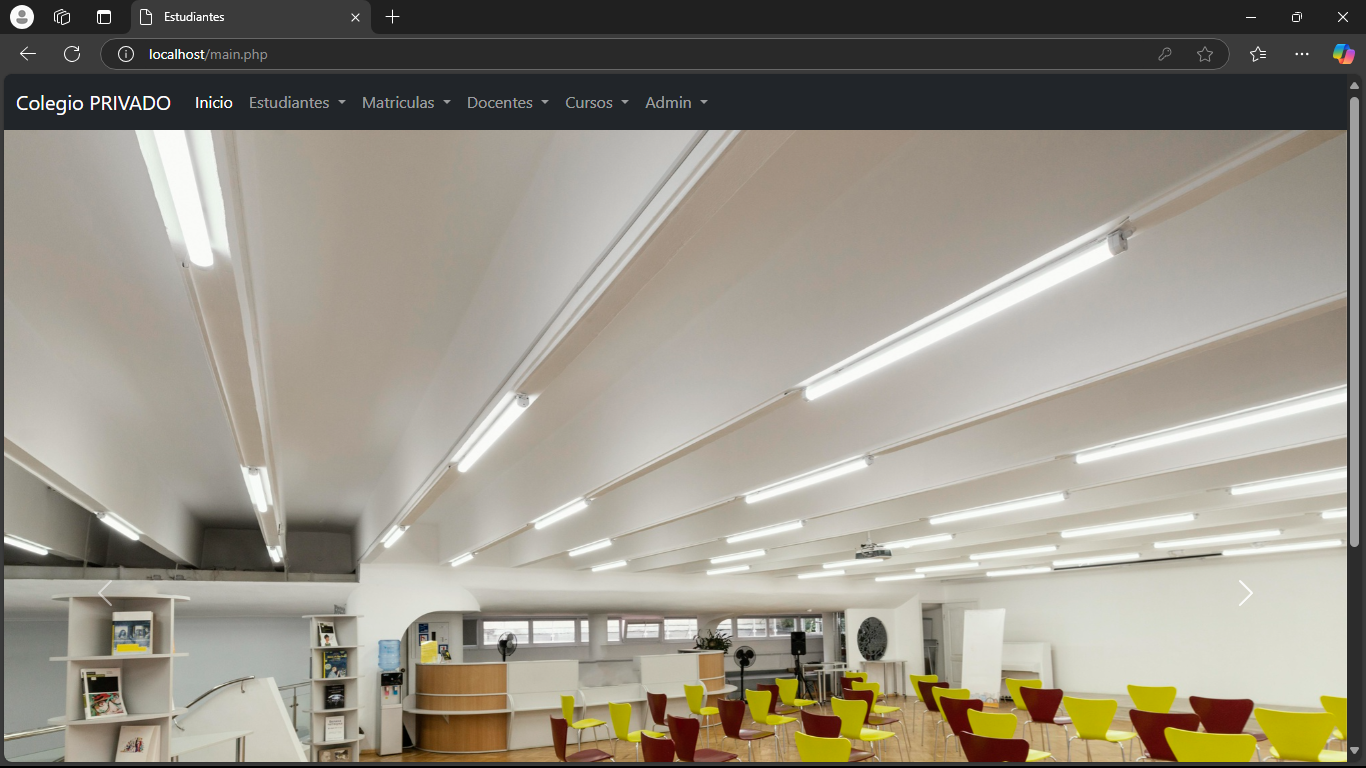 Estudiantes
localhost/main.php
Colegio PRIVADO Inicio Estudiantes Matriculas Docentes Cursos Admin